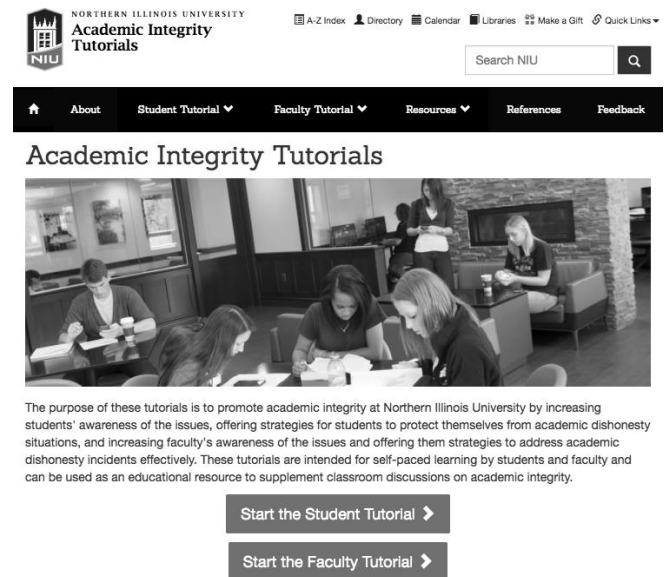 NORTHERN ILLINOIS UNIVERSITY
Academic Integrity
Tutorials
NIU
A-Z Index Directory Calendar Libraries Make a Gift Quick Links
Search NIU
About Student Tutorial Faculty Tutorial Resources References Feedback
Academic Integrity Tutorials
The purpose of these tutorials is to promote academic integrity at Northern Illinois University by increasing
students' awareness of the issues, offering strategies for students to protect themselves from academic dishonesty
situations, and increasing faculty's awareness of the issues and offering them strategies to address academic
dishonesty incidents effectively. These tutorials are intended for self-paced learning by students and faculty and
can be used as an educational resource to supplement classroom discussions on academic integrity.
Start the Student Tutorial
Start the Faculty Tutorial